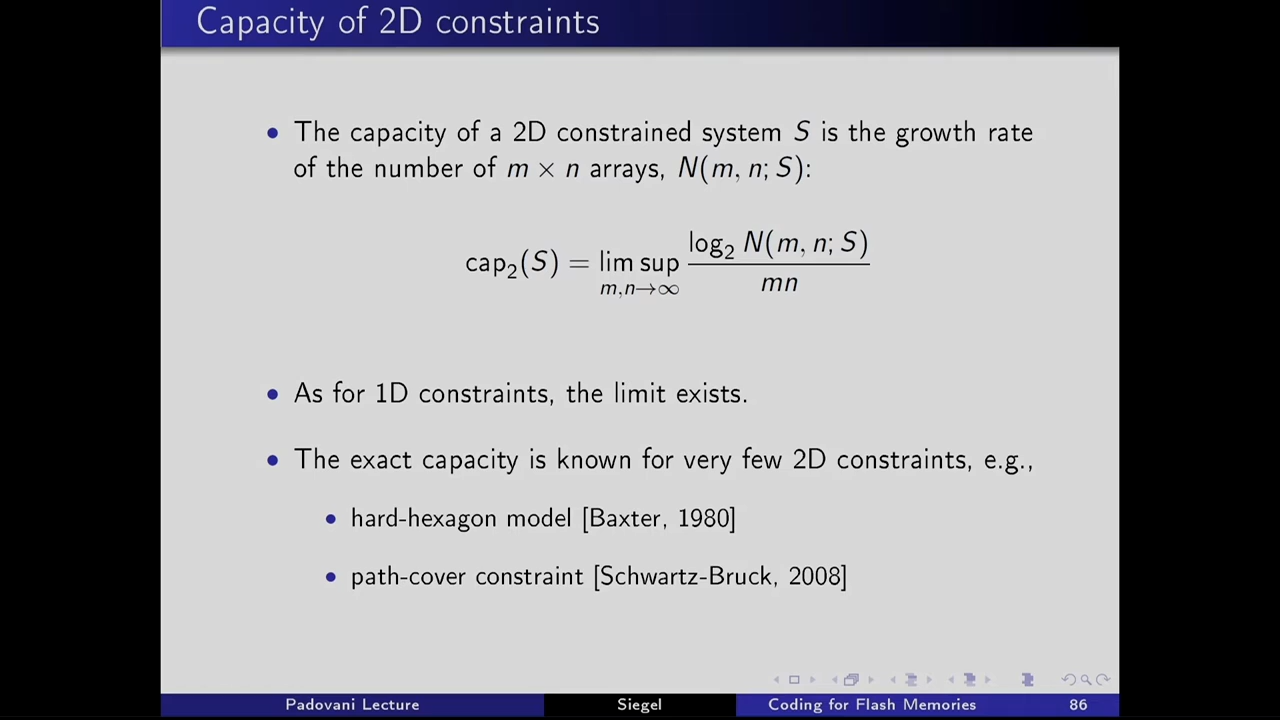 Capacity of 2D constraints
• The capacity of a 2D constrained system S is the growth rate
of the number of m × n arrays, N(m, n; S):
cap₂(S) = lim sup_{m,n→∞} log₂ N(m, n; S) / mn
• As for 1D constraints, the limit exists.
• The exact capacity is known for very few 2D constraints, e.g.,
• hard-hexagon model [Baxter, 1980]
• path-cover constraint [Schwartz-Bruck, 2008]
Padovani Lecture Siegel Coding for Flash Memories 86